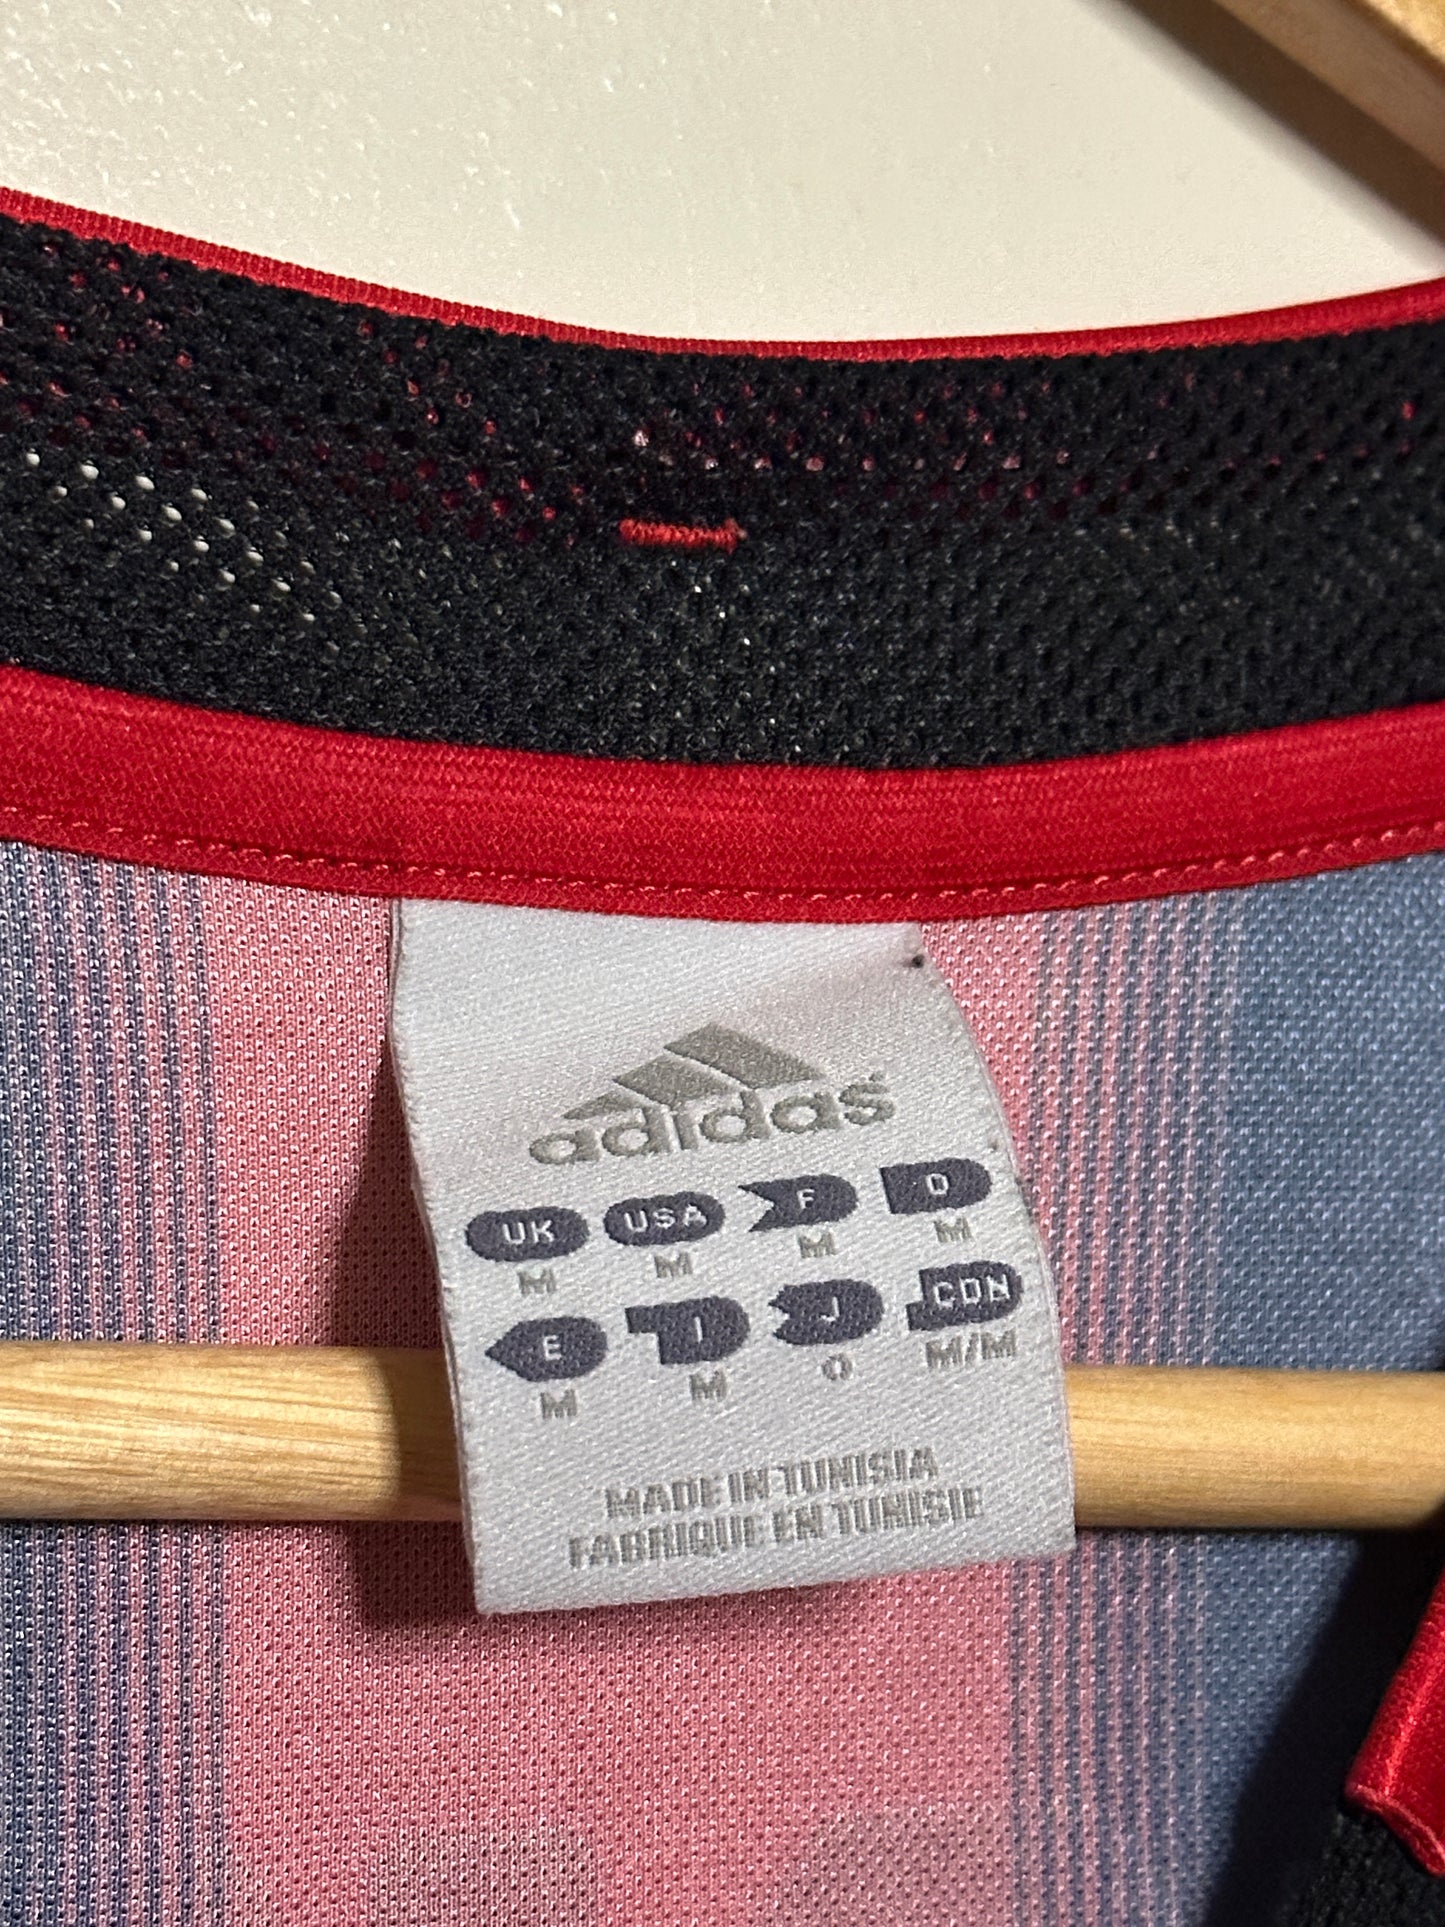 adidas
UK USA F D
M M M M
E I J CDN
M M O M/M
MADE IN TUNISIA
FABRIQUE EN TUNISIE